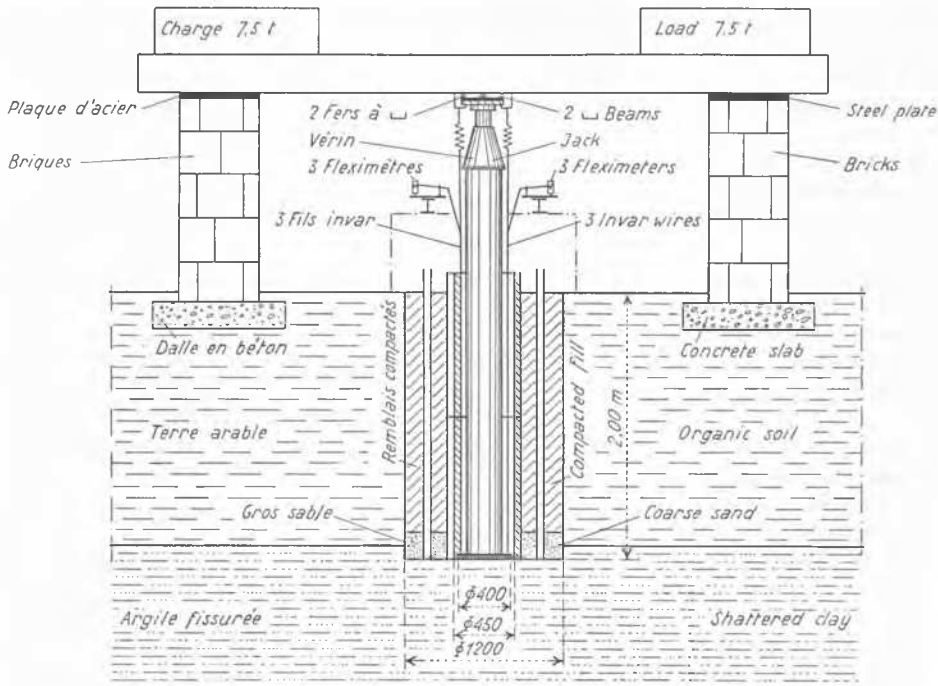 Charge 7.5 t
Load 7.5 t
Plaque d'acier
2 Fers à
2 Beams
Steel plate
Vérin
Jack
Briques
3 Fleximètres
3 Fleximeters
Bricks
3 Fils invar
3 Invar wires
Dalle en béton
Remblais compactés
Compacted fill
2,00 m
Concrete slab
Terre arable
Organic soil
Gros sable
Coarse sand
ϕ400
Argile fissurée
ϕ450
Shattered clay
ϕ1200